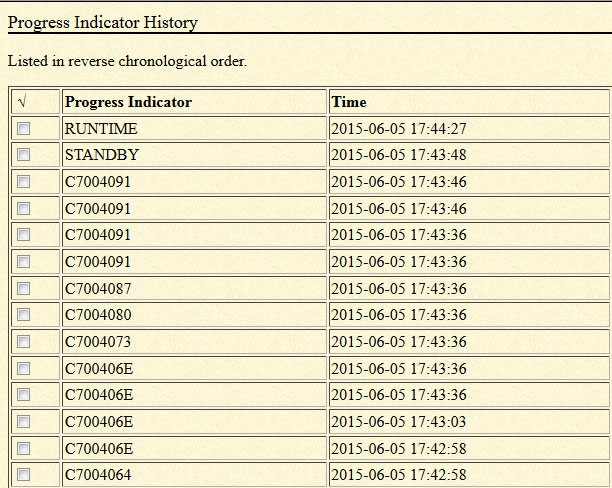 Progress Indicator History
Listed in reverse chronological order.
√ Progress Indicator Time
RUNTIME 2015-06-05 17:44:27
STANDBY 2015-06-05 17:43:48
C7004091 2015-06-05 17:43:46
C7004091 2015-06-05 17:43:46
C7004091 2015-06-05 17:43:36
C7004091 2015-06-05 17:43:36
C7004087 2015-06-05 17:43:36
C7004080 2015-06-05 17:43:36
C7004073 2015-06-05 17:43:36
C700406E 2015-06-05 17:43:36
C700406E 2015-06-05 17:43:36
C700406E 2015-06-05 17:43:03
C700406E 2015-06-05 17:42:58
C7004064 2015-06-05 17:42:58